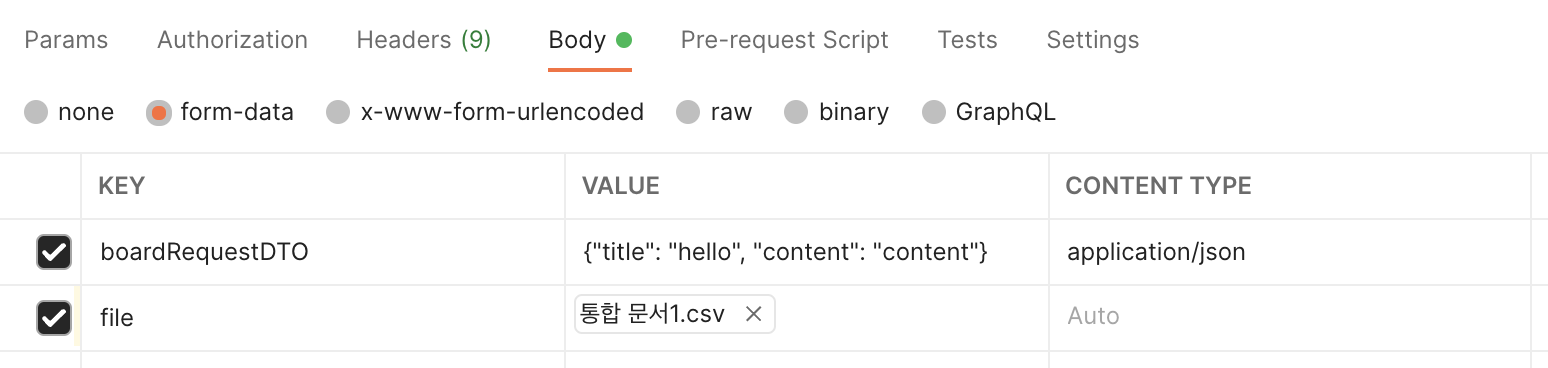 Params Authorization Headers (9) Body Pre-request Script Tests Settings
none form-data x-www-form-urlencoded raw binary GraphQL
KEY VALUE CONTENT TYPE
boardRequestDTO {"title": "hello", "content": "content"} application/json
file 통합 문서1.csv Auto